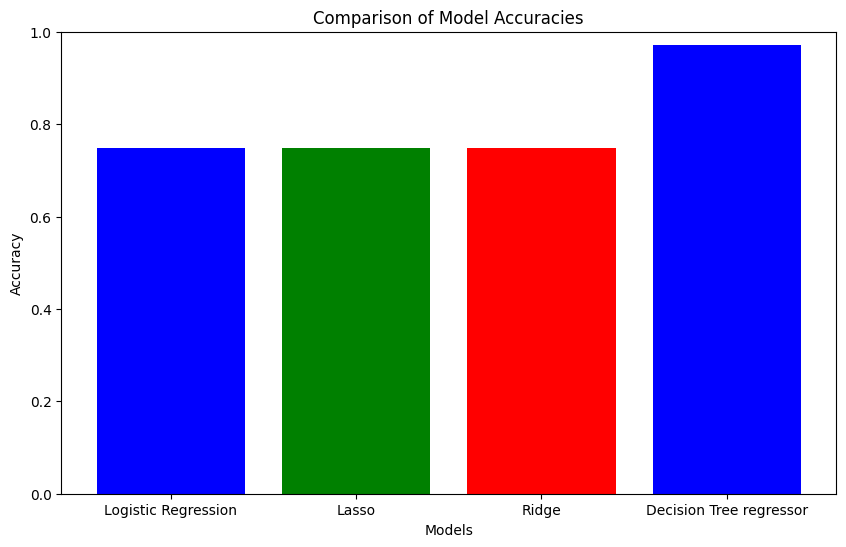 Comparison of Model Accuracies
1.0
0.8
0.6
0.4
0.2
0.0
Accuracy
Logistic Regression
Lasso
Ridge
Decision Tree regressor
Models